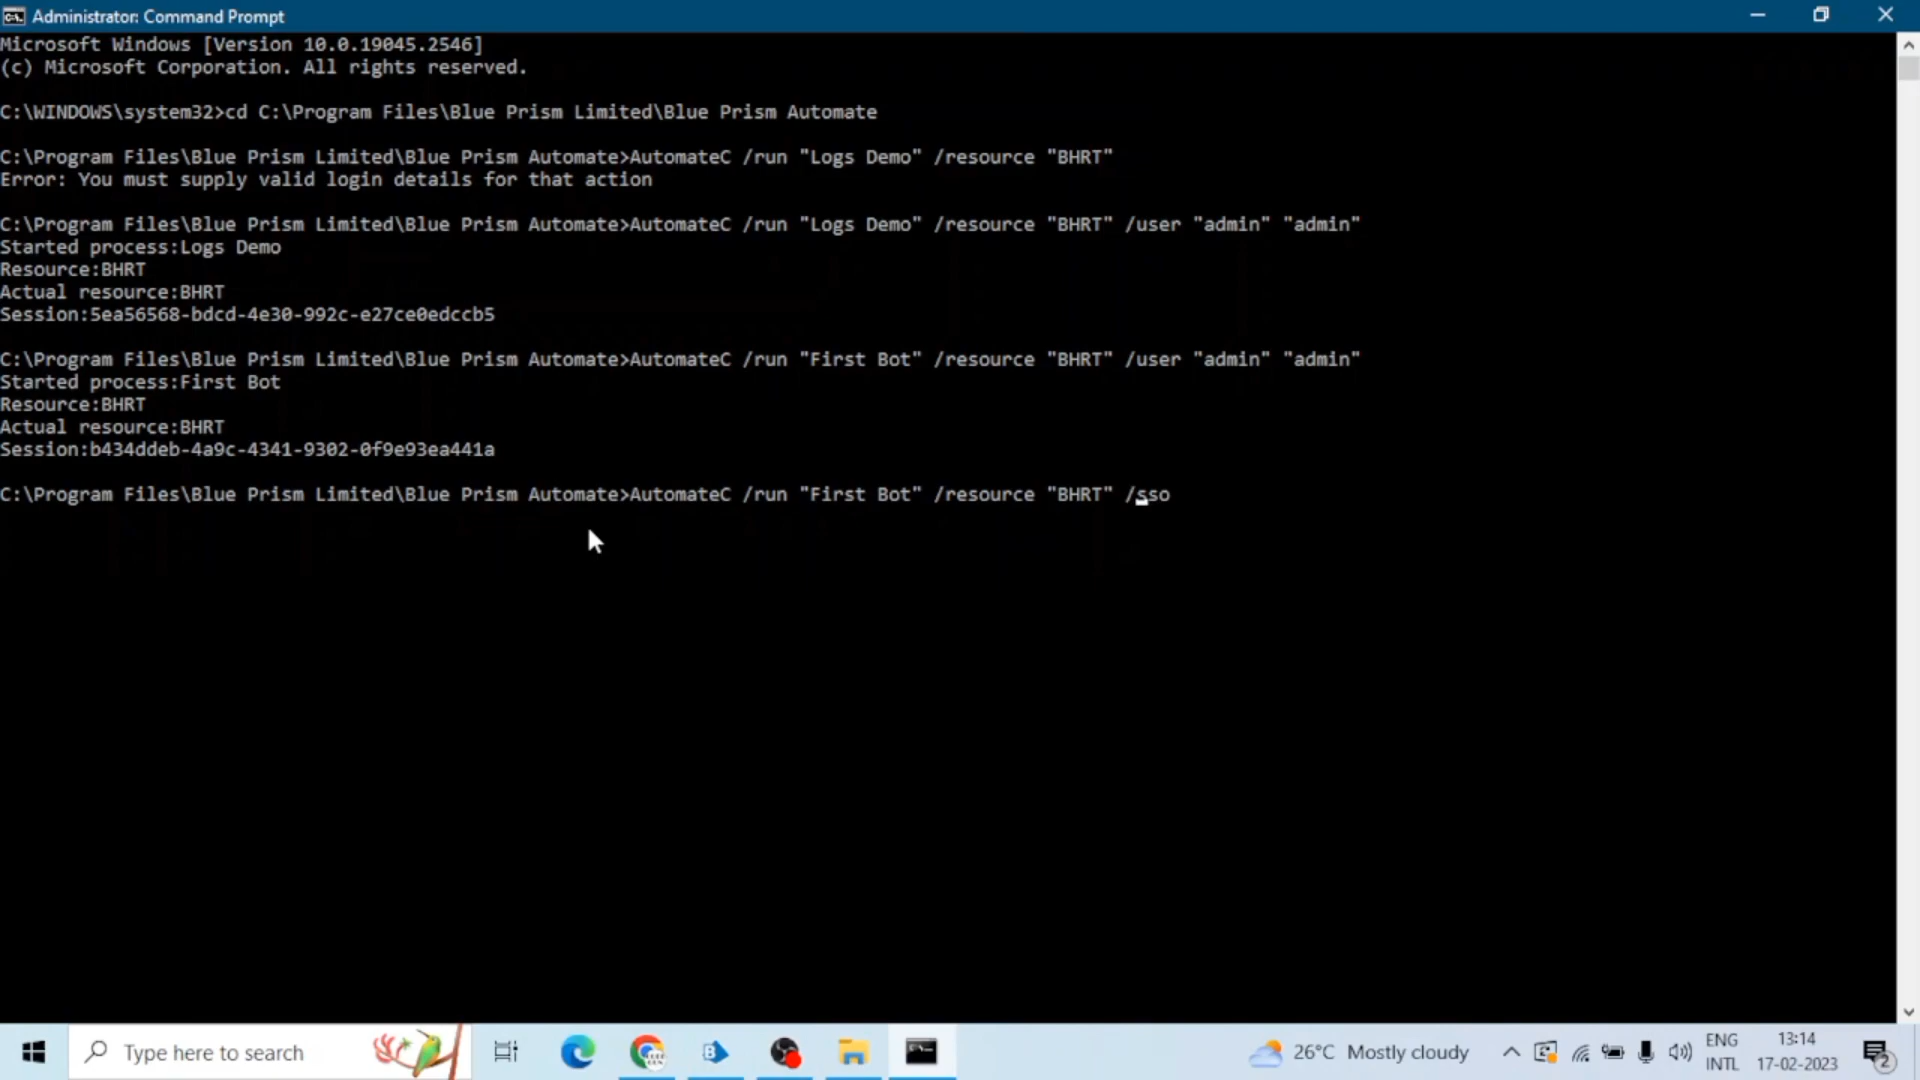 Administrator: Command Prompt
Microsoft Windows [Version 10.0.19045.2546]
(c) Microsoft Corporation. All rights reserved.
C:\WINDOWS\system32>cd C:\Program Files\Blue Prism Limited\Blue Prism Automate
C:\Program Files\Blue Prism Limited\Blue Prism Automate>AutomateC /run "Logs Demo" /resource "BHRT"
Error: You must supply valid login details for that action
C:\Program Files\Blue Prism Limited\Blue Prism Automate>AutomateC /run "Logs Demo" /resource "BHRT" /user "admin" "admin"
Started process:Logs Demo
Resource:BHRT
Actual resource:BHRT
Session:5ea56568-bdcd-4e30-992c-e27ce0edccb5
C:\Program Files\Blue Prism Limited\Blue Prism Automate>AutomateC /run "First Bot" /resource "BHRT" /user "admin" "admin"
Started process:First Bot
Resource:BHRT
Actual resource:BHRT
Session:b434ddeb-4a9c-4341-9302-0f9e93ea441a
C:\Program Files\Blue Prism Limited\Blue Prism Automate>AutomateC /run "First Bot" /resource "BHRT" /sso
Type here to search
26°C Mostly cloudy
ENG
INTL
13:14
17-02-2023
2